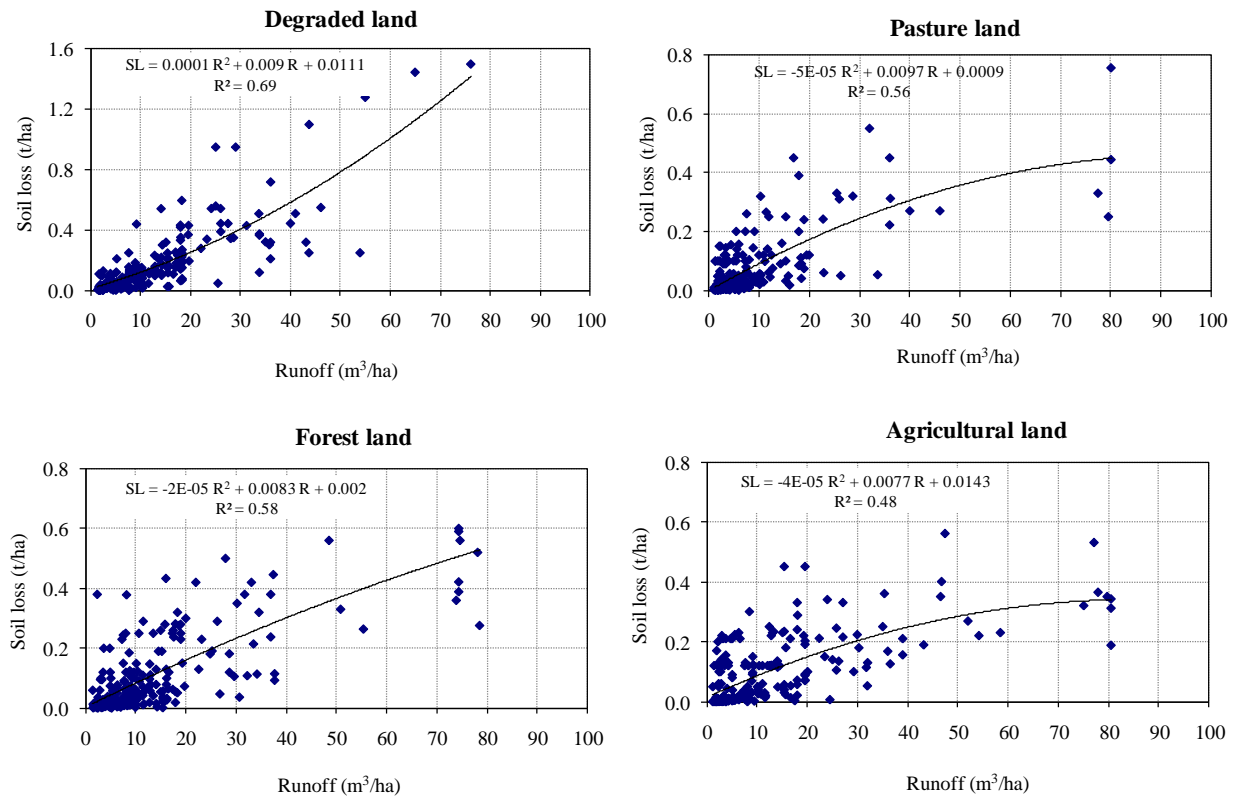 Degraded land
SL = 0.0001 R² + 0.009 R + 0.0111
R² = 0.69
1.6
1.2
0.8
0.4
0.0
Soil loss (t/ha)
0 10 20 30 40 50 60 70 80 90 100
Runoff (m³/ha)
Pasture land
SL = -5E-05 R² + 0.0097 R + 0.0009
R² = 0.56
0.8
0.6
0.4
0.2
0.0
Soil loss (t/ha)
0 10 20 30 40 50 60 70 80 90 100
Runoff (m³/ha)
Forest land
SL = -2E-05 R² + 0.0083 R + 0.002
R² = 0.58
0.8
0.6
0.4
0.2
0.0
Soil loss (t/ha)
0 10 20 30 40 50 60 70 80 90 100
Runoff (m³/ha)
Agricultural land
SL = -4E-05 R² + 0.0077 R + 0.0143
R² = 0.48
0.8
0.6
0.4
0.2
0.0
Soil loss (t/ha)
0 10 20 30 40 50 60 70 80 90 100
Runoff (m³/ha)